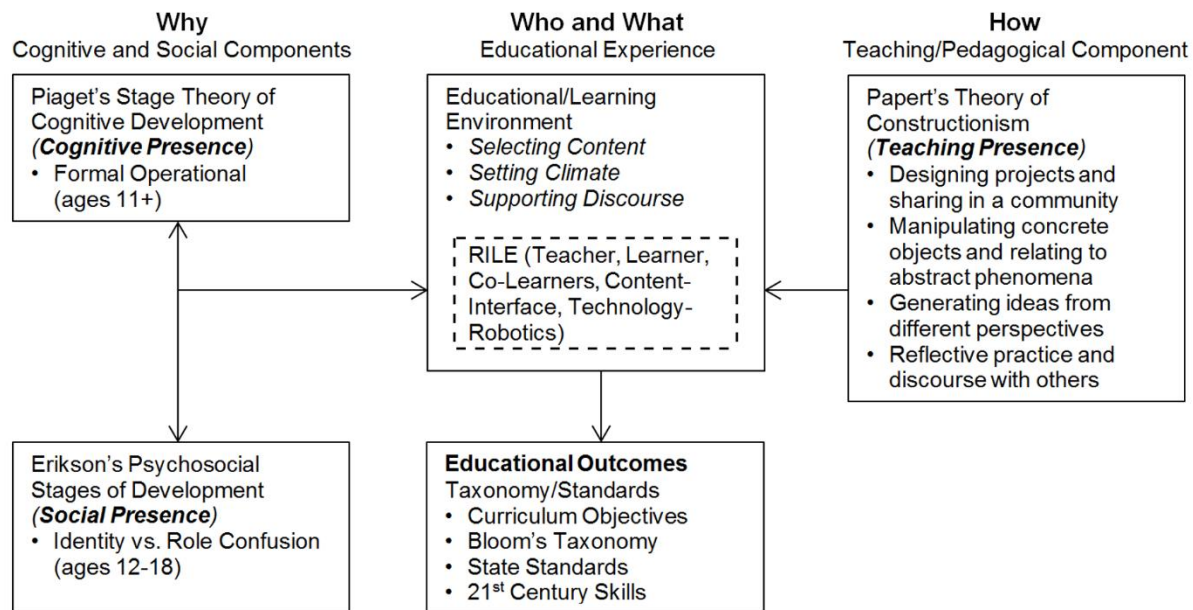 Why
Cognitive and Social Components
Piaget's Stage Theory of
Cognitive Development
(Cognitive Presence)
• Formal Operational
(ages 11+)
Erikson's Psychosocial
Stages of Development
(Social Presence)
• Identity vs. Role Confusion
(ages 12-18)
Who and What
Educational Experience
Educational/Learning
Environment
• Selecting Content
• Setting Climate
• Supporting Discourse
RILE (Teacher, Learner,
Co-Learners, Content-
Interface, Technology-
Robotics)
Educational Outcomes
Taxonomy/Standards
• Curriculum Objectives
• Bloom's Taxonomy
• State Standards
• 21st Century Skills
How
Teaching/Pedagogical Component
Papert's Theory of
Constructionism
(Teaching Presence)
• Designing projects and
sharing in a community
• Manipulating concrete
objects and relating to
abstract phenomena
• Generating ideas from
different perspectives
• Reflective practice and
discourse with others